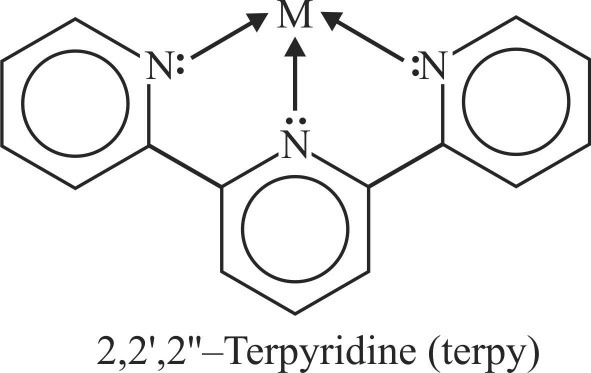 M
N: :N
N̈
2,2',2"–Terpyridine (terpy)